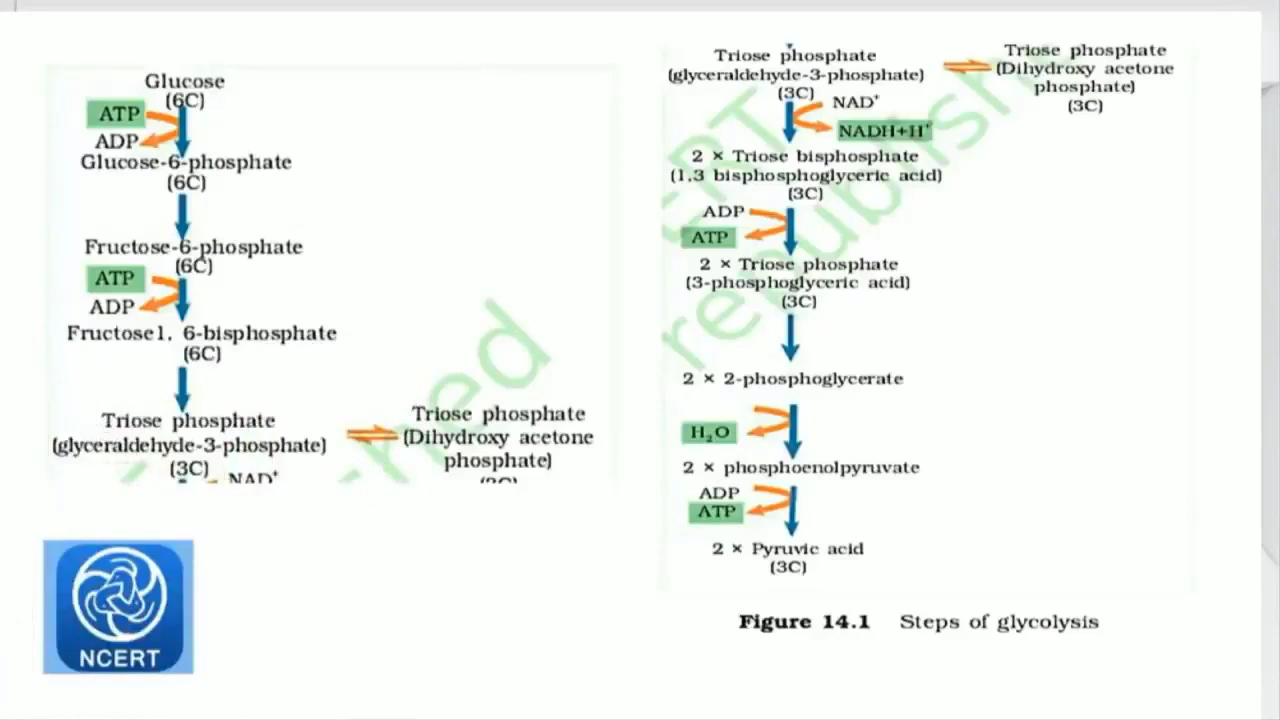 Glucose
(6C)
ATP
ADP
Glucose-6-phosphate
(6C)
Fructose-6-phosphate
(6C)
ATP
ADP
Fructose1, 6-bisphosphate
(6C)
Triose phosphate
(glyceraldehyde-3-phosphate)
(3C)
NAD⁺
Triose phosphate
(Dihydroxy acetone
phosphate)
NCERT
Triose phosphate
(glyceraldehyde-3-phosphate)
(3C)
Triose phosphate
(Dihydroxy acetone
phosphate)
(3C)
NAD⁺
NADH+H⁺
2 × Triose bisphosphate
(1,3 bisphosphoglyceric acid)
(3C)
ADP
ATP
2 × Triose phosphate
(3-phosphoglyceric acid)
(3C)
2 × 2-phosphoglycerate
H₂O
2 × phosphoenolpyruvate
ADP
ATP
2 × Pyruvic acid
(3C)
Figure 14.1 Steps of glycolysis